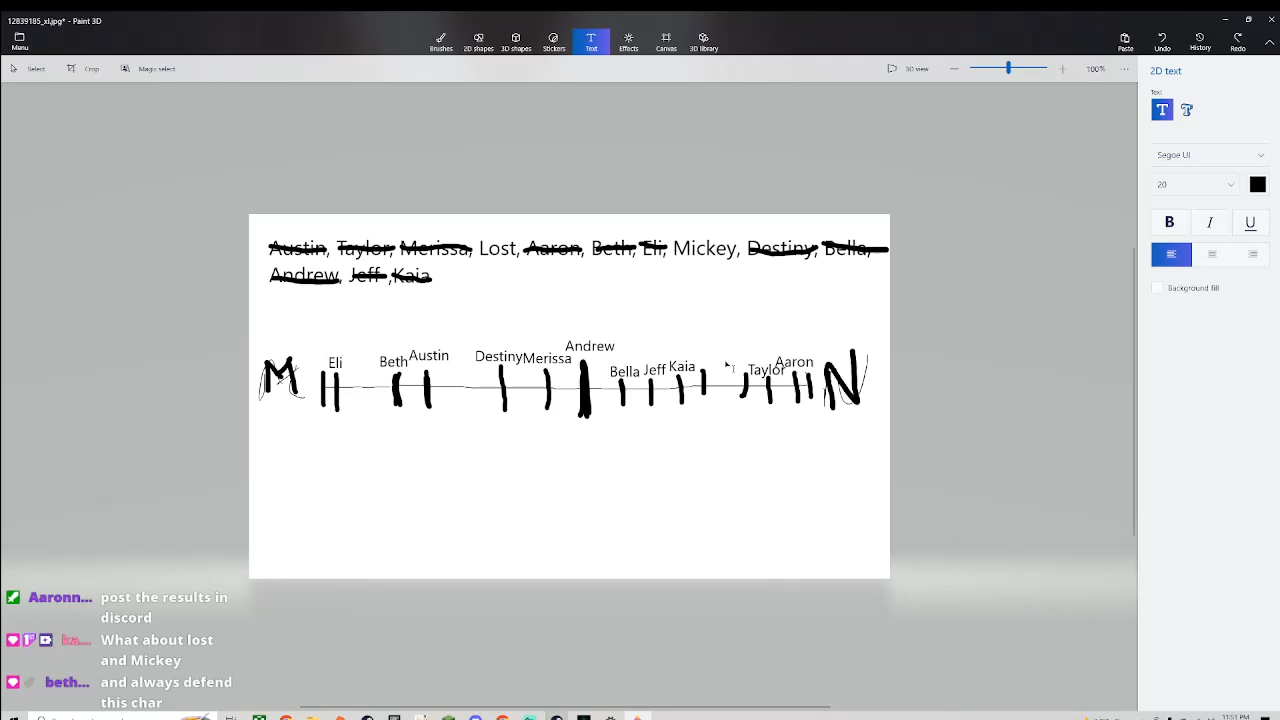 12839185_xl.jpg* - Paint 3D
Menu
Brushes 2D shapes 3D shapes Stickers Text Effects Canvas 3D library
Paste Undo History Redo
Select Crop Magic select
3D view 100%
2D text
Text
Segoe UI
20
B I U
Background fill
Austin, Taylor, Merissa, Lost, Aaron, Beth, Eli, Mickey, Destiny, Bella,
Andrew, Jeff ,Kaia
M Eli Beth Austin Destiny Merissa Andrew Bella Jeff Kaia Taylor Aaron N
Aaronn... post the results in
discord
ka... What about lost
and Mickey
beth... and always defend
this char
11:51 PM